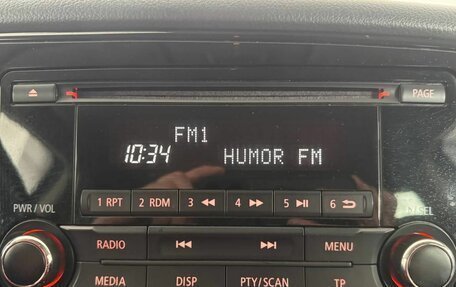 PAGE
FM1
10:34 HUMOR FM
1 RPT 2 RDM 3 4 5 6
PWR / VOL
RADIO MENU
MEDIA DISP PTY/SCAN TP